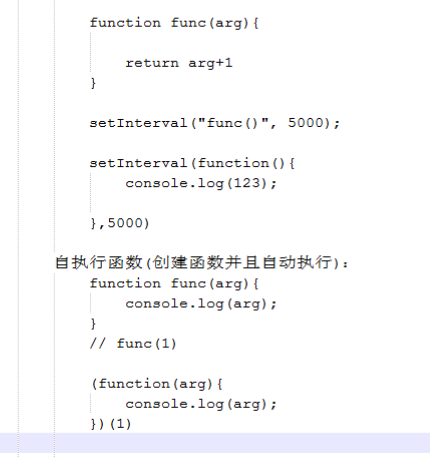 function func(arg){
return arg+1
}
setInterval("func()", 5000);
setInterval(function(){
console.log(123);
},5000)
自执行函数(创建函数并且自动执行):
function func(arg){
console.log(arg);
}
// func(1)
(function(arg){
console.log(arg);
})(1)